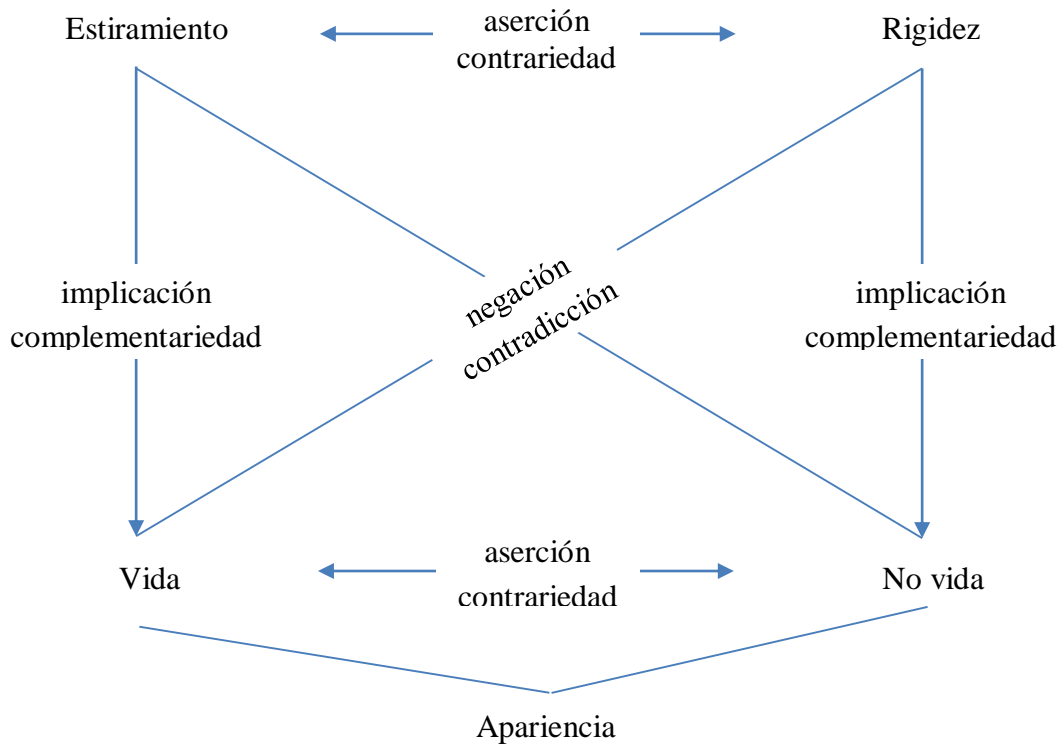 Estiramiento
aserción
contrariedad
Rigidez
implicación
complementariedad
negación
contradicción
implicación
complementariedad
Vida
aserción
contrariedad
No vida
Apariencia